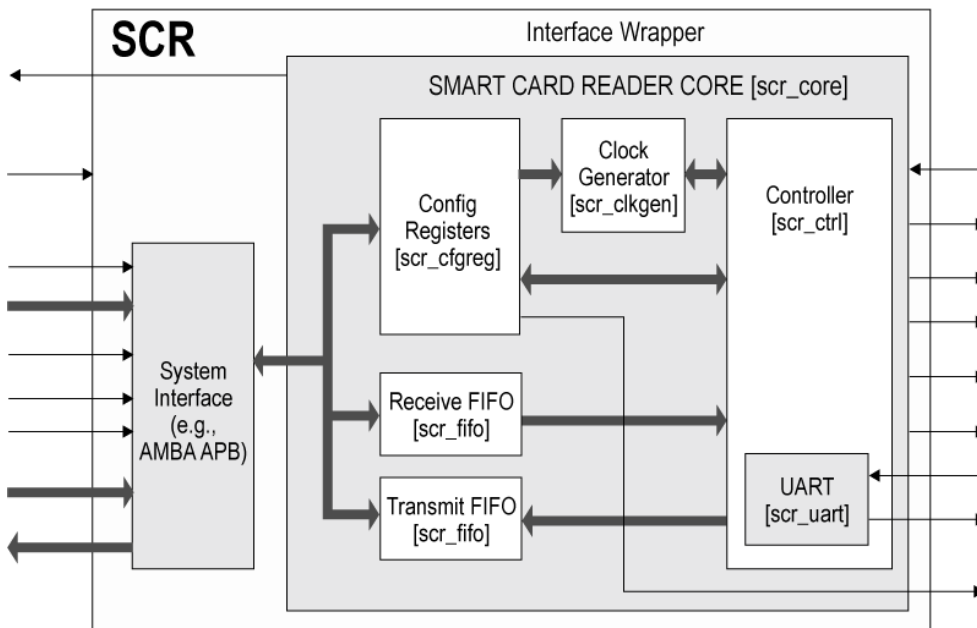 SCR
Interface Wrapper
SMART CARD READER CORE [scr_core]
Config
Registers
[scr_cfgreg]
Clock
Generator
[scr_clkgen]
Controller
[scr_ctrl]
System
Interface
(e.g.,
AMBA APB)
Receive FIFO
[scr_fifo]
Transmit FIFO
[scr_fifo]
UART
[scr_uart]